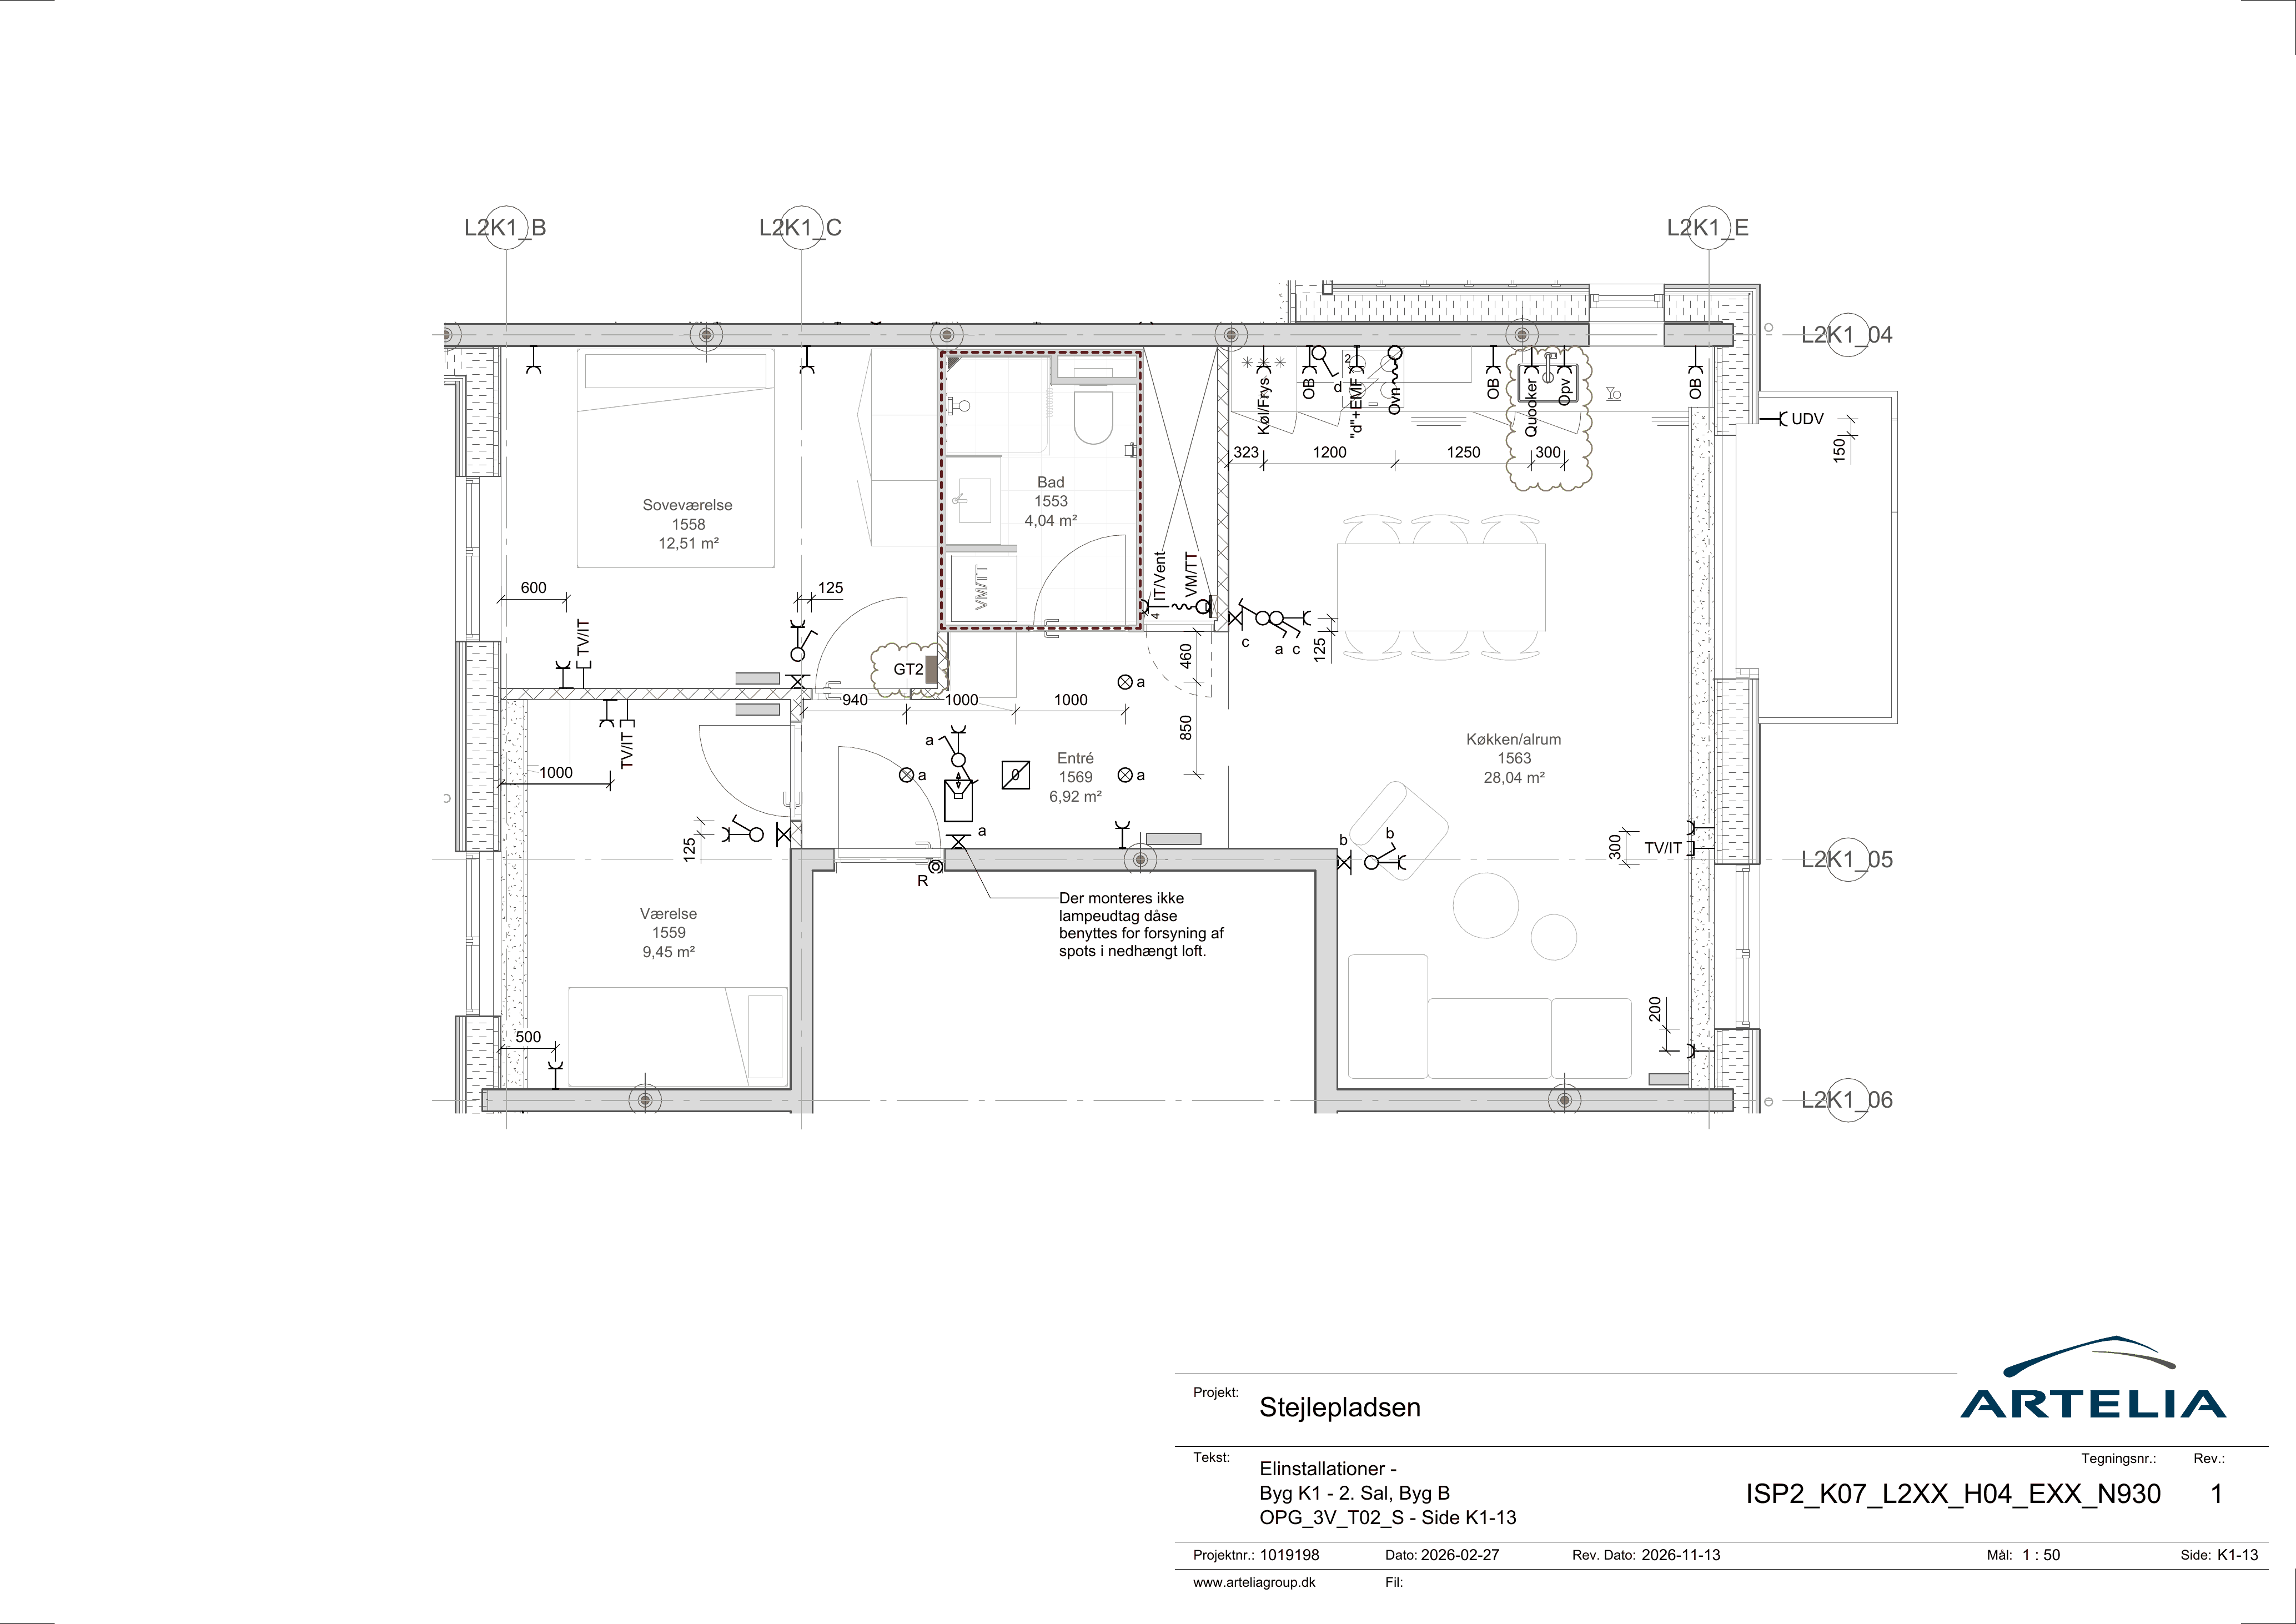 L2K1_B
L2K1_C
L2K1_E
L2K1_04
Køl/Frys
OB
d
2
"d"+EMF
Ovn
OB
Quooker
Opv
OB
UDV
150
323
1200
1250
300
Soveværelse
1558
12,51 m²
Bad
1553
4,04 m²
VM/TT
IT/Vent
4
VM/TT
600
TV/IT
125
c
a
c
125
GT2
460
a
940
1000
1000
850
TV/IT
1000
a
a
0
Entré
1569
6,92 m²
a
Køkken/alrum
1563
28,04 m²
125
a
R
b
b
300
TV/IT
L2K1_05
Der monteres ikke
lampeudtag dåse
benyttes for forsyning af
spots i nedhængt loft.
Værelse
1559
9,45 m²
500
200
L2K1_06
ARTELIA
Projekt:
Stejlepladsen
Tekst:
Elinstallationer -
Byg K1 - 2. Sal, Byg B
OPG_3V_T02_S - Side K1-13
Tegningsnr.:
Rev.:
ISP2_K07_L2XX_H04_EXX_N930
1
Projektnr.: 1019198
Dato: 2026-02-27
Rev. Dato: 2026-11-13
Mål: 1 : 50
Side: K1-13
www.arteliagroup.dk
Fil: